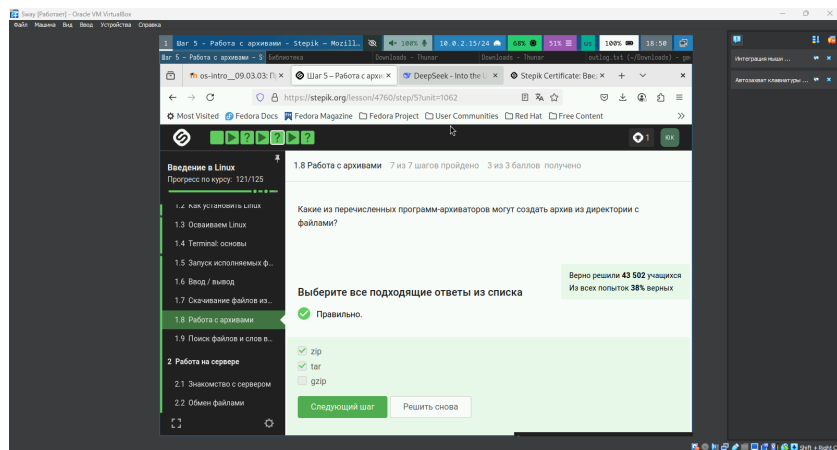 Sway [Работает] - Oracle VM VirtualBox
Файл Машина Вид Ввод Устройства Справка
1 Шаг 5 – Работа с архивами – Stepik — Mozill… 100% 10.0.2.15/24 68% 51% us 100% 18:50
Шаг 5 – Работа с архивами – S Библиотека Downloads - Thunar Downloads - Thunar
os-intro__09.03.03: П Шаг 5 – Работа с архи DeepSeek – Into the U Stepik Certificate: Вве
https://stepik.org/lesson/4760/step/5?unit=1062
Most Visited Fedora Docs Fedora Magazine Fedora Project User Communities Red Hat Free Content
1 ЮК
Интеграция мыши ...
Автозахват клавиатуры ...
Введение в Linux
Прогресс по курсу: 121/125
1.2 Как установить Linux
1.3 Осваиваем Linux
1.4 Terminal: основы
1.5 Запуск исполняемых ф…
1.6 Ввод / вывод
1.7 Скачивание файлов из…
1.8 Работа с архивами
1.9 Поиск файлов и слов в…
2 Работа на сервере
2.1 Знакомство с сервером
2.2 Обмен файлами
1.8 Работа с архивами 7 из 7 шагов пройдено 3 из 3 баллов получено
Какие из перечисленных программ-архиваторов могут создать архив из директории с
файлами?
Верно решили 43 502 учащихся
Из всех попыток 38% верных
Выберите все подходящие ответы из списка
Правильно.
zip
tar
gzip
Следующий шаг Решить снова
Shift + Right C